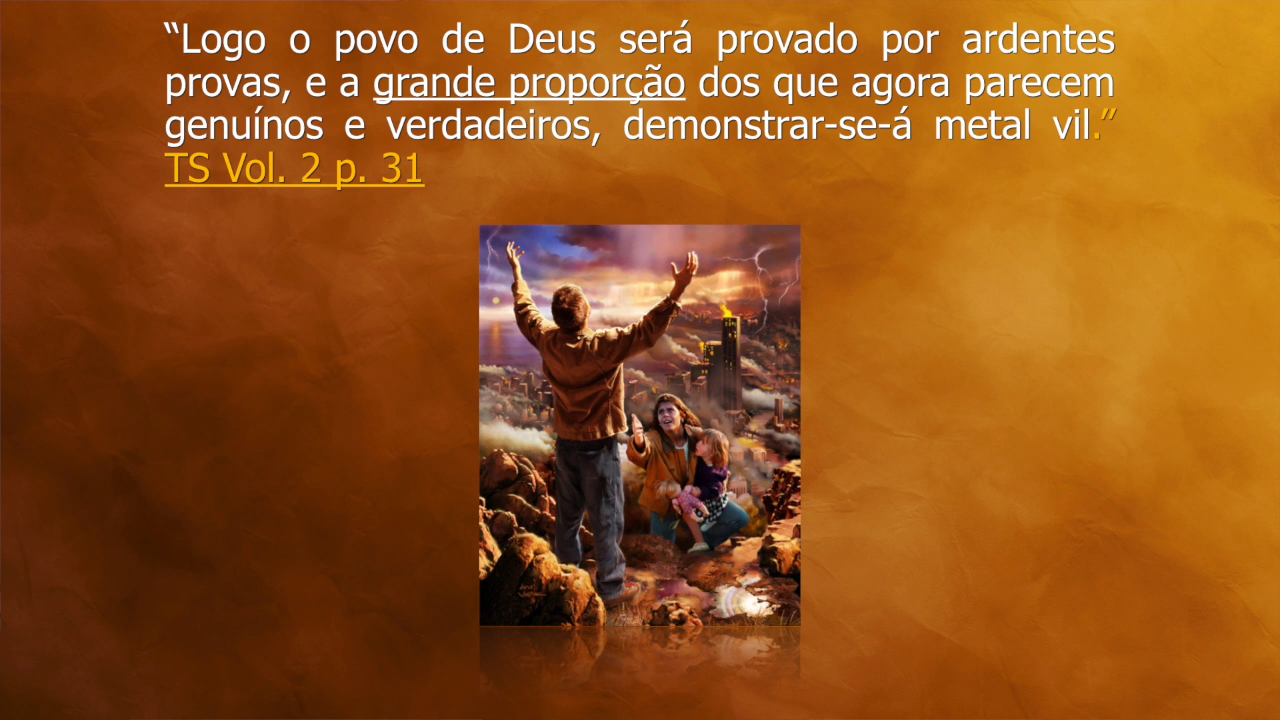 “Logo o povo de Deus será provado por ardentes
provas, e a grande proporção dos que agora parecem
genuínos e verdadeiros, demonstrar-se-á metal vil.”
TS Vol. 2 p. 31